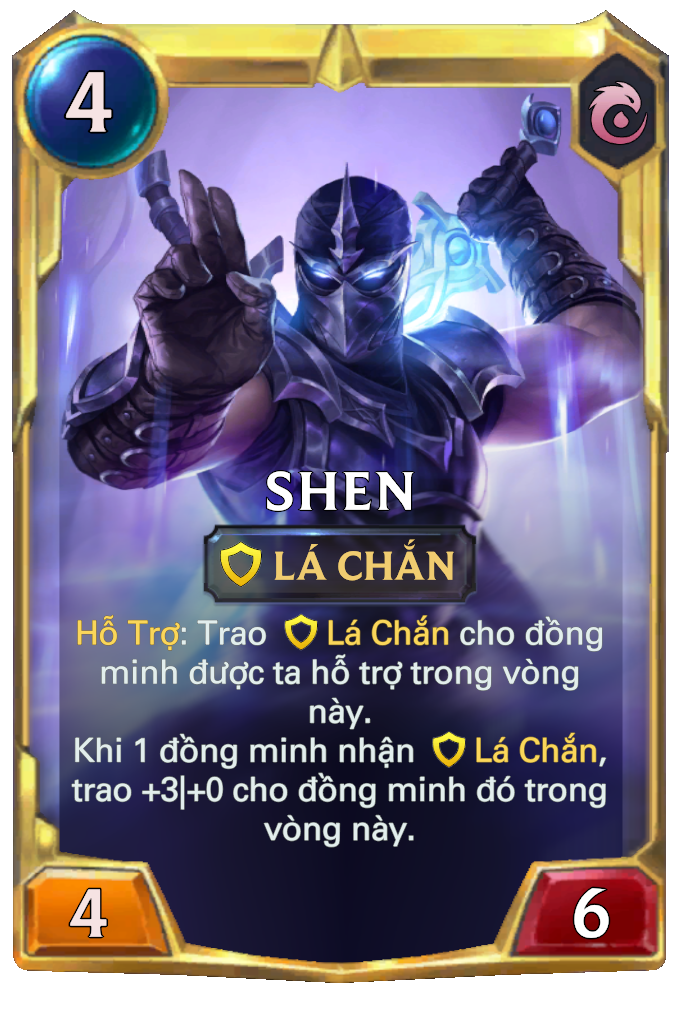 4
SHEN
LÁ CHẮN
Hỗ Trợ: Trao Lá Chắn cho đồng
minh được ta hỗ trợ trong vòng
này.
Khi 1 đồng minh nhận Lá Chắn,
trao +3|+0 cho đồng minh đó trong
vòng này.
4
6